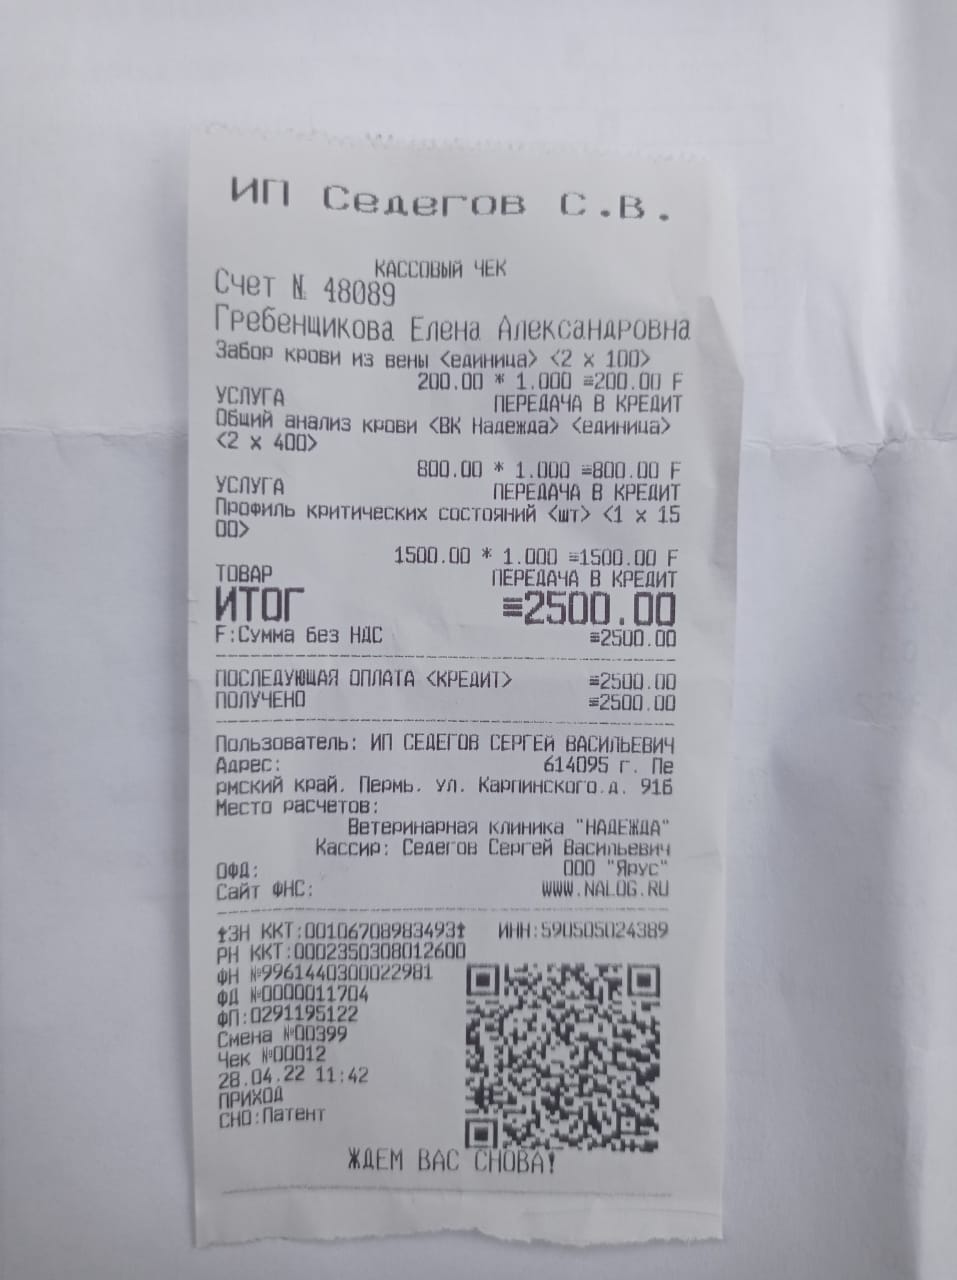 ИП Седегов С.В.
КАССОВЫЙ ЧЕК
Счет № 48089
Гребенщикова Елена Александровна
Забор крови из вены <единица> <2 x 100>
200.00 * 1.000 ≡200.00 F
УСЛУГА ПЕРЕДАЧА В КРЕДИТ
Общий анализ крови <ВК Надежда> <единица>
<2 x 400>
800.00 * 1.000 ≡800.00 F
УСЛУГА ПЕРЕДАЧА В КРЕДИТ
Профиль критических состояний <шт> <1 x 15
00>
1500.00 * 1.000 ≡1500.00 F
ТОВАР ПЕРЕДАЧА В КРЕДИТ
ИТОГ ≡2500.00
F:Сумма без НДС ≡2500.00
ПОСЛЕДУЮЩАЯ ОПЛАТА <КРЕДИТ> ≡2500.00
ПОЛУЧЕНО ≡2500.00
Пользователь: ИП СЕДЕГОВ СЕРГЕЙ ВАСИЛЬЕВИЧ
Адрес: 614095 г. Пе
рмский край, Пермь, ул. Карпинского,д. 91б
Место расчетов:
Ветеринарная клиника "НАДЕЖДА"
Кассир: Седегов Сергей Васильевич
ОФД: ООО "Ярус"
Сайт ФНС: WWW.NALOG.RU
ЗН ККТ:00106708983493 ИНН:590505024389
РН ККТ:0002350308012600
ФН №9961440300022981
ФД №0000011704
ФП:0291195122
Смена №00399
Чек №00012
28.04.22 11:42
ПРИХОД
СНО:Патент
ЖДЕМ ВАС СНОВА!